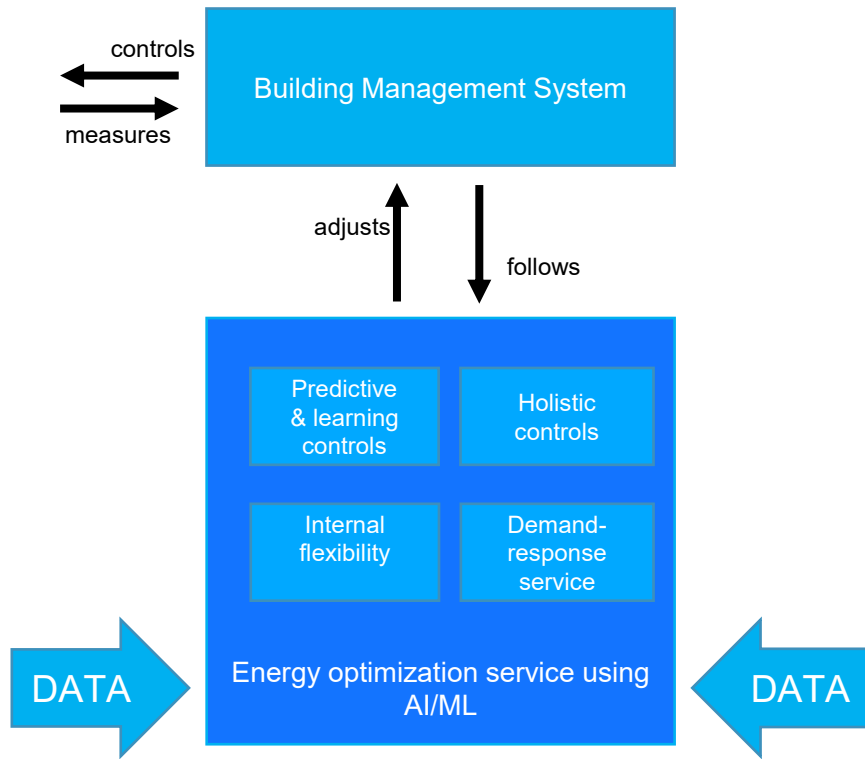 controls
Building Management System
measures
adjusts
follows
Predictive
& learning
controls
Holistic
controls
Internal
flexibility
Demand-
response
service
DATA
Energy optimization service using
AI/ML
DATA